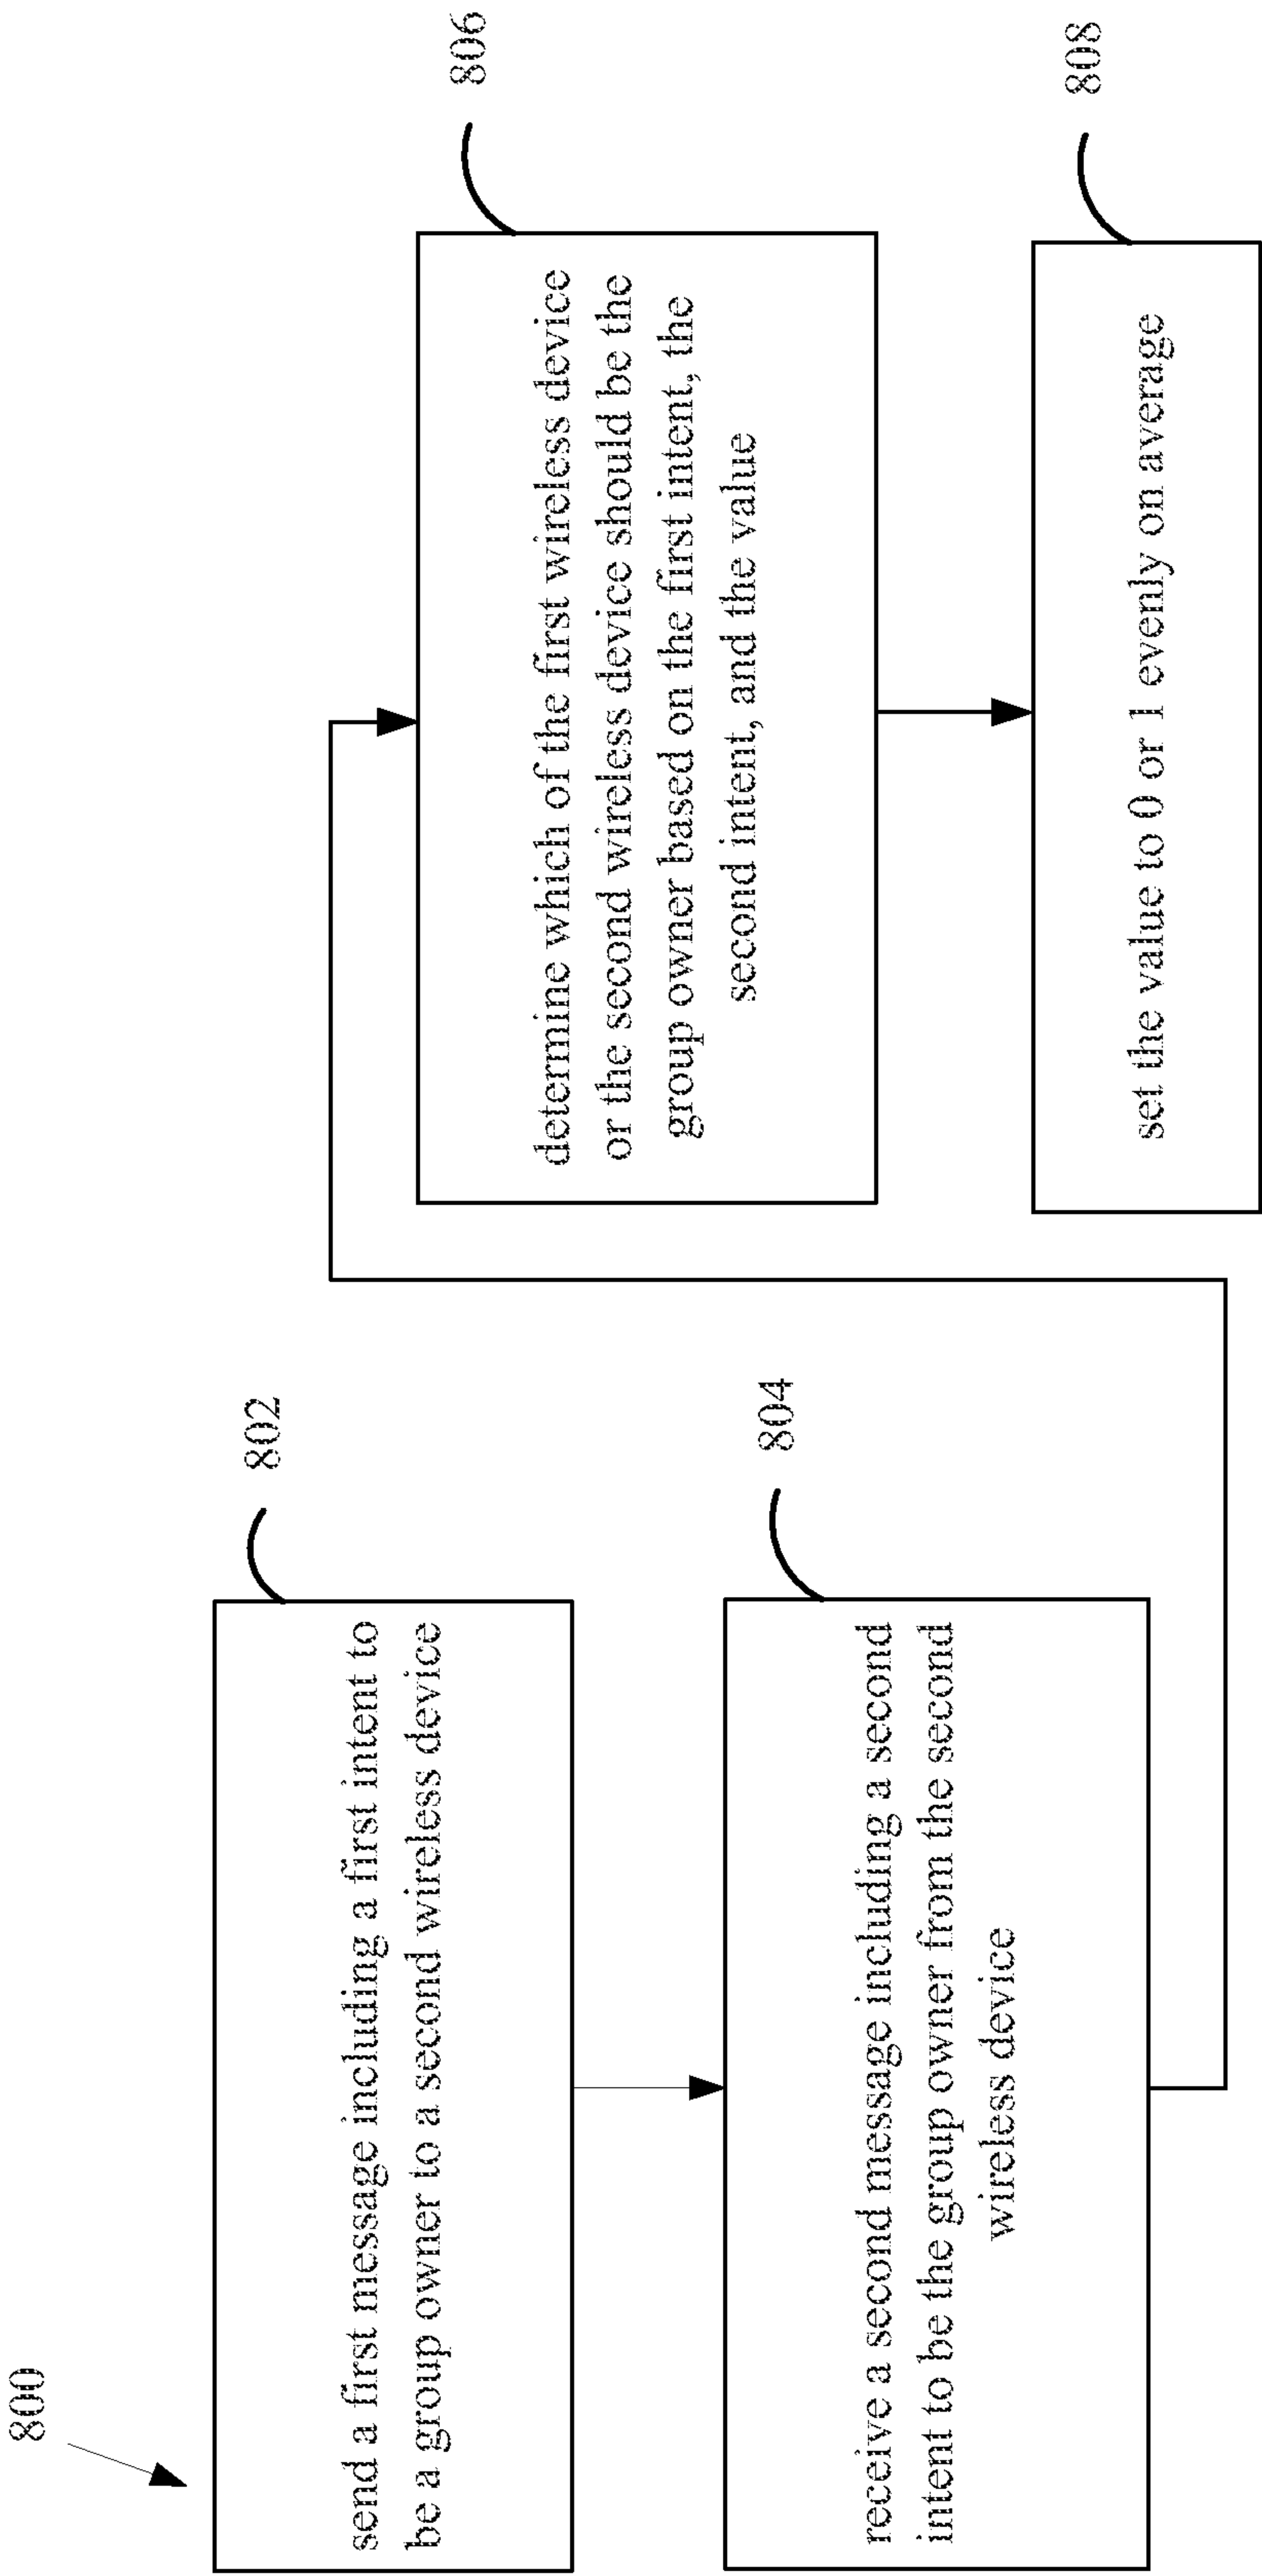 800
802
send a first message including a first intent to
be a group owner to a second wireless device
804
receive a second message including a second
intent to be the group owner from the second
wireless device
806
determine which of the first wireless device
or the second wireless device should be the
group owner based on the first intent, the
second intent, and the value
808
set the value to 0 or 1 evenly on average